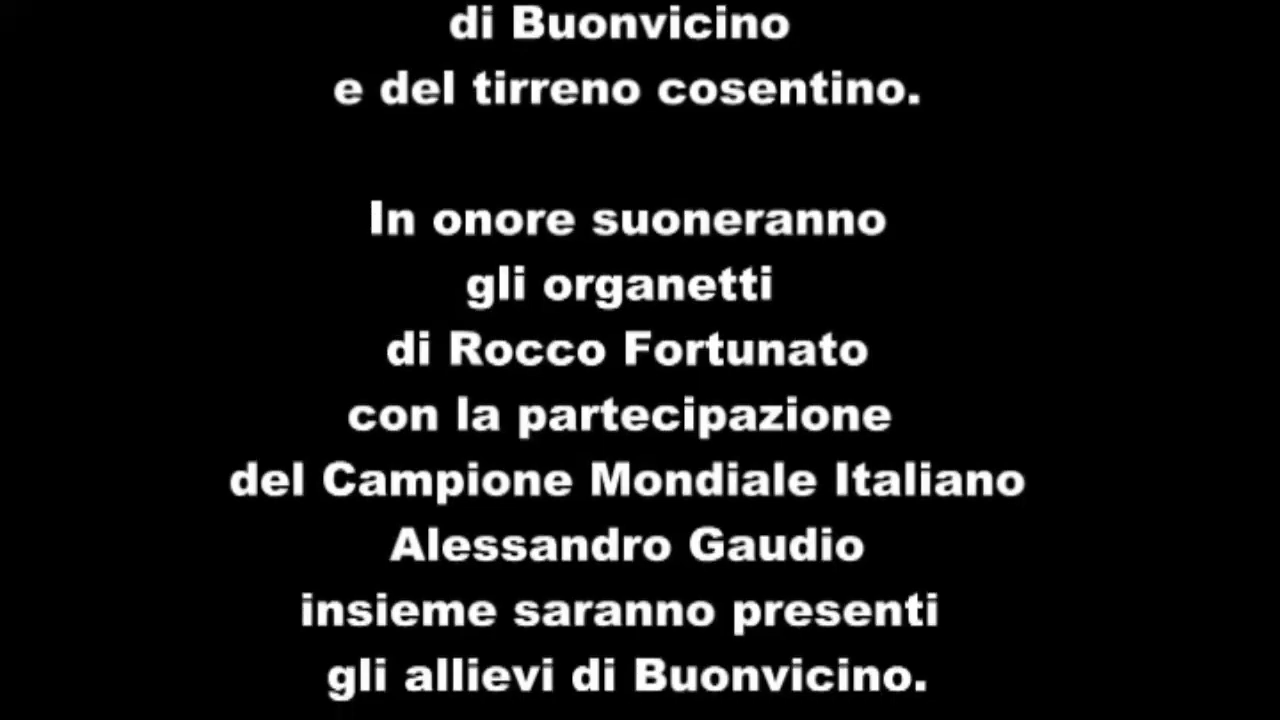 di Buonvicino
e del tirreno cosentino.
In onore suoneranno
gli organetti
di Rocco Fortunato
con la partecipazione
del Campione Mondiale Italiano
Alessandro Gaudio
insieme saranno presenti
gli allievi di Buonvicino.